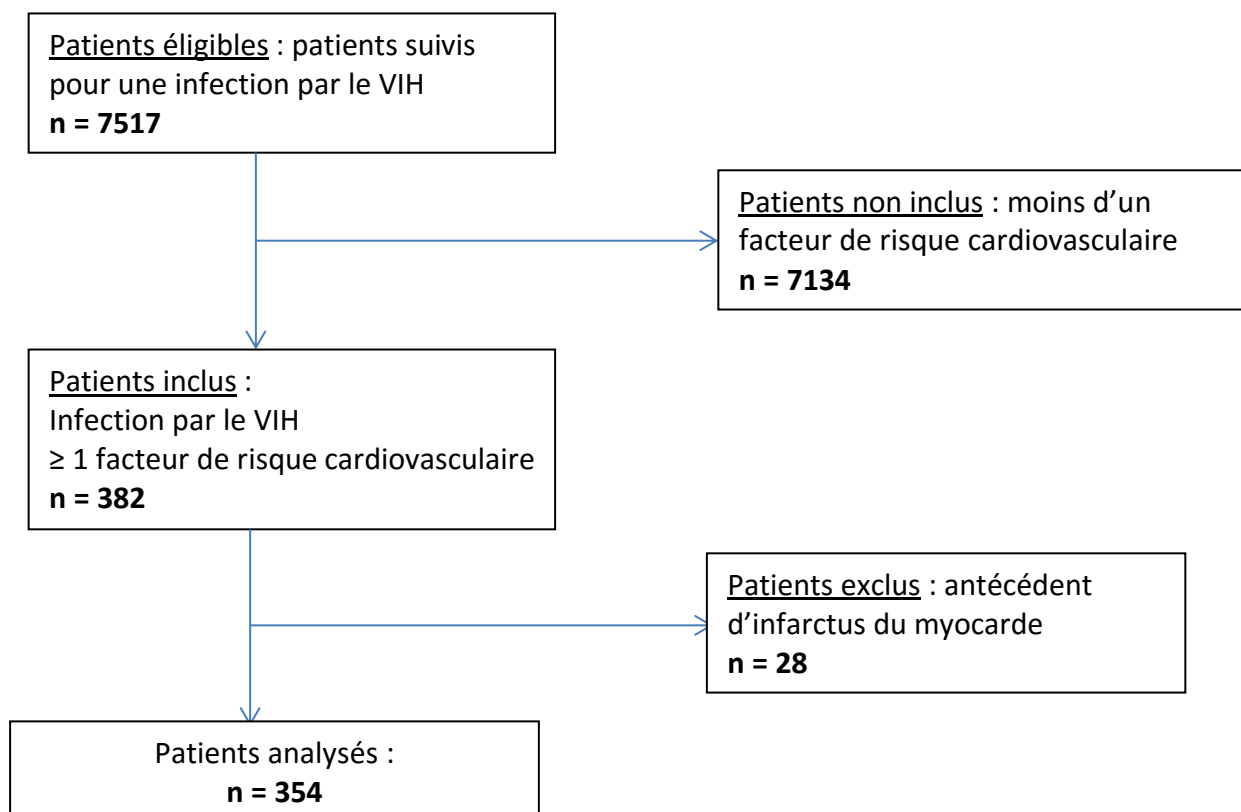 Patients éligibles : patients suivis
pour une infection par le VIH
n = 7517
Patients non inclus : moins d’un
facteur de risque cardiovasculaire
n = 7134
Patients inclus :
Infection par le VIH
≥ 1 facteur de risque cardiovasculaire
n = 382
Patients exclus : antécédent
d’infarctus du myocarde
n = 28
Patients analysés :
n = 354